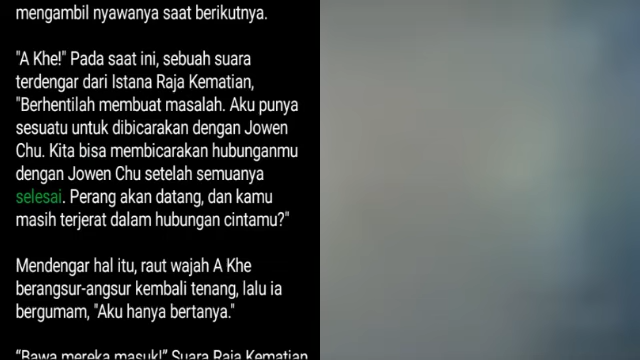 mengambil nyawanya saat berikutnya.
"A Khe!" Pada saat ini, sebuah suara
terdengar dari Istana Raja Kematian,
"Berhentilah membuat masalah. Aku punya
sesuatu untuk dibicarakan dengan Jowen
Chu. Kita bisa membicarakan hubunganmu
dengan Jowen Chu setelah semuanya
selesai. Perang akan datang, dan kamu
masih terjerat dalam hubungan cintamu?"
Mendengar hal itu, raut wajah A Khe
berangsur-angsur kembali tenang, lalu ia
bergumam, "Aku hanya bertanya."
“Bawa mereka masuk!” Suara Raja Kematian